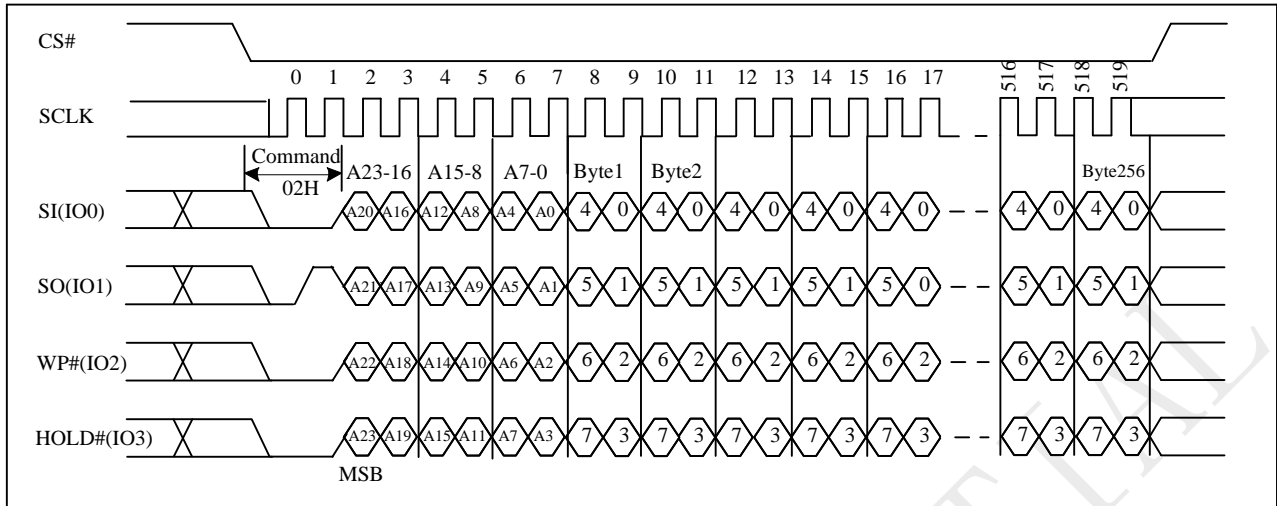 CS#
0 1 2 3 4 5 6 7 8 9 10 11 12 13 14 15 16 17 516 517 518 519
SCLK
Command
02H
A23-16 A15-8 A7-0 Byte1 Byte2 Byte256
SI(IO0) A20 A16 A12 A8 A4 A0 4 0 4 0 4 0 4 0 4 0 4 0 4 0
SO(IO1) A21 A17 A13 A9 A5 A1 5 1 5 1 5 1 5 1 5 0 5 1 5 1
WP#(IO2) A22 A18 A14 A10 A6 A2 6 2 6 2 6 2 6 2 6 2 6 2 6 2
HOLD#(IO3) A23 A19 A15 A11 A7 A3 7 3 7 3 7 3 7 3 7 3 7 3 7 3
MSB